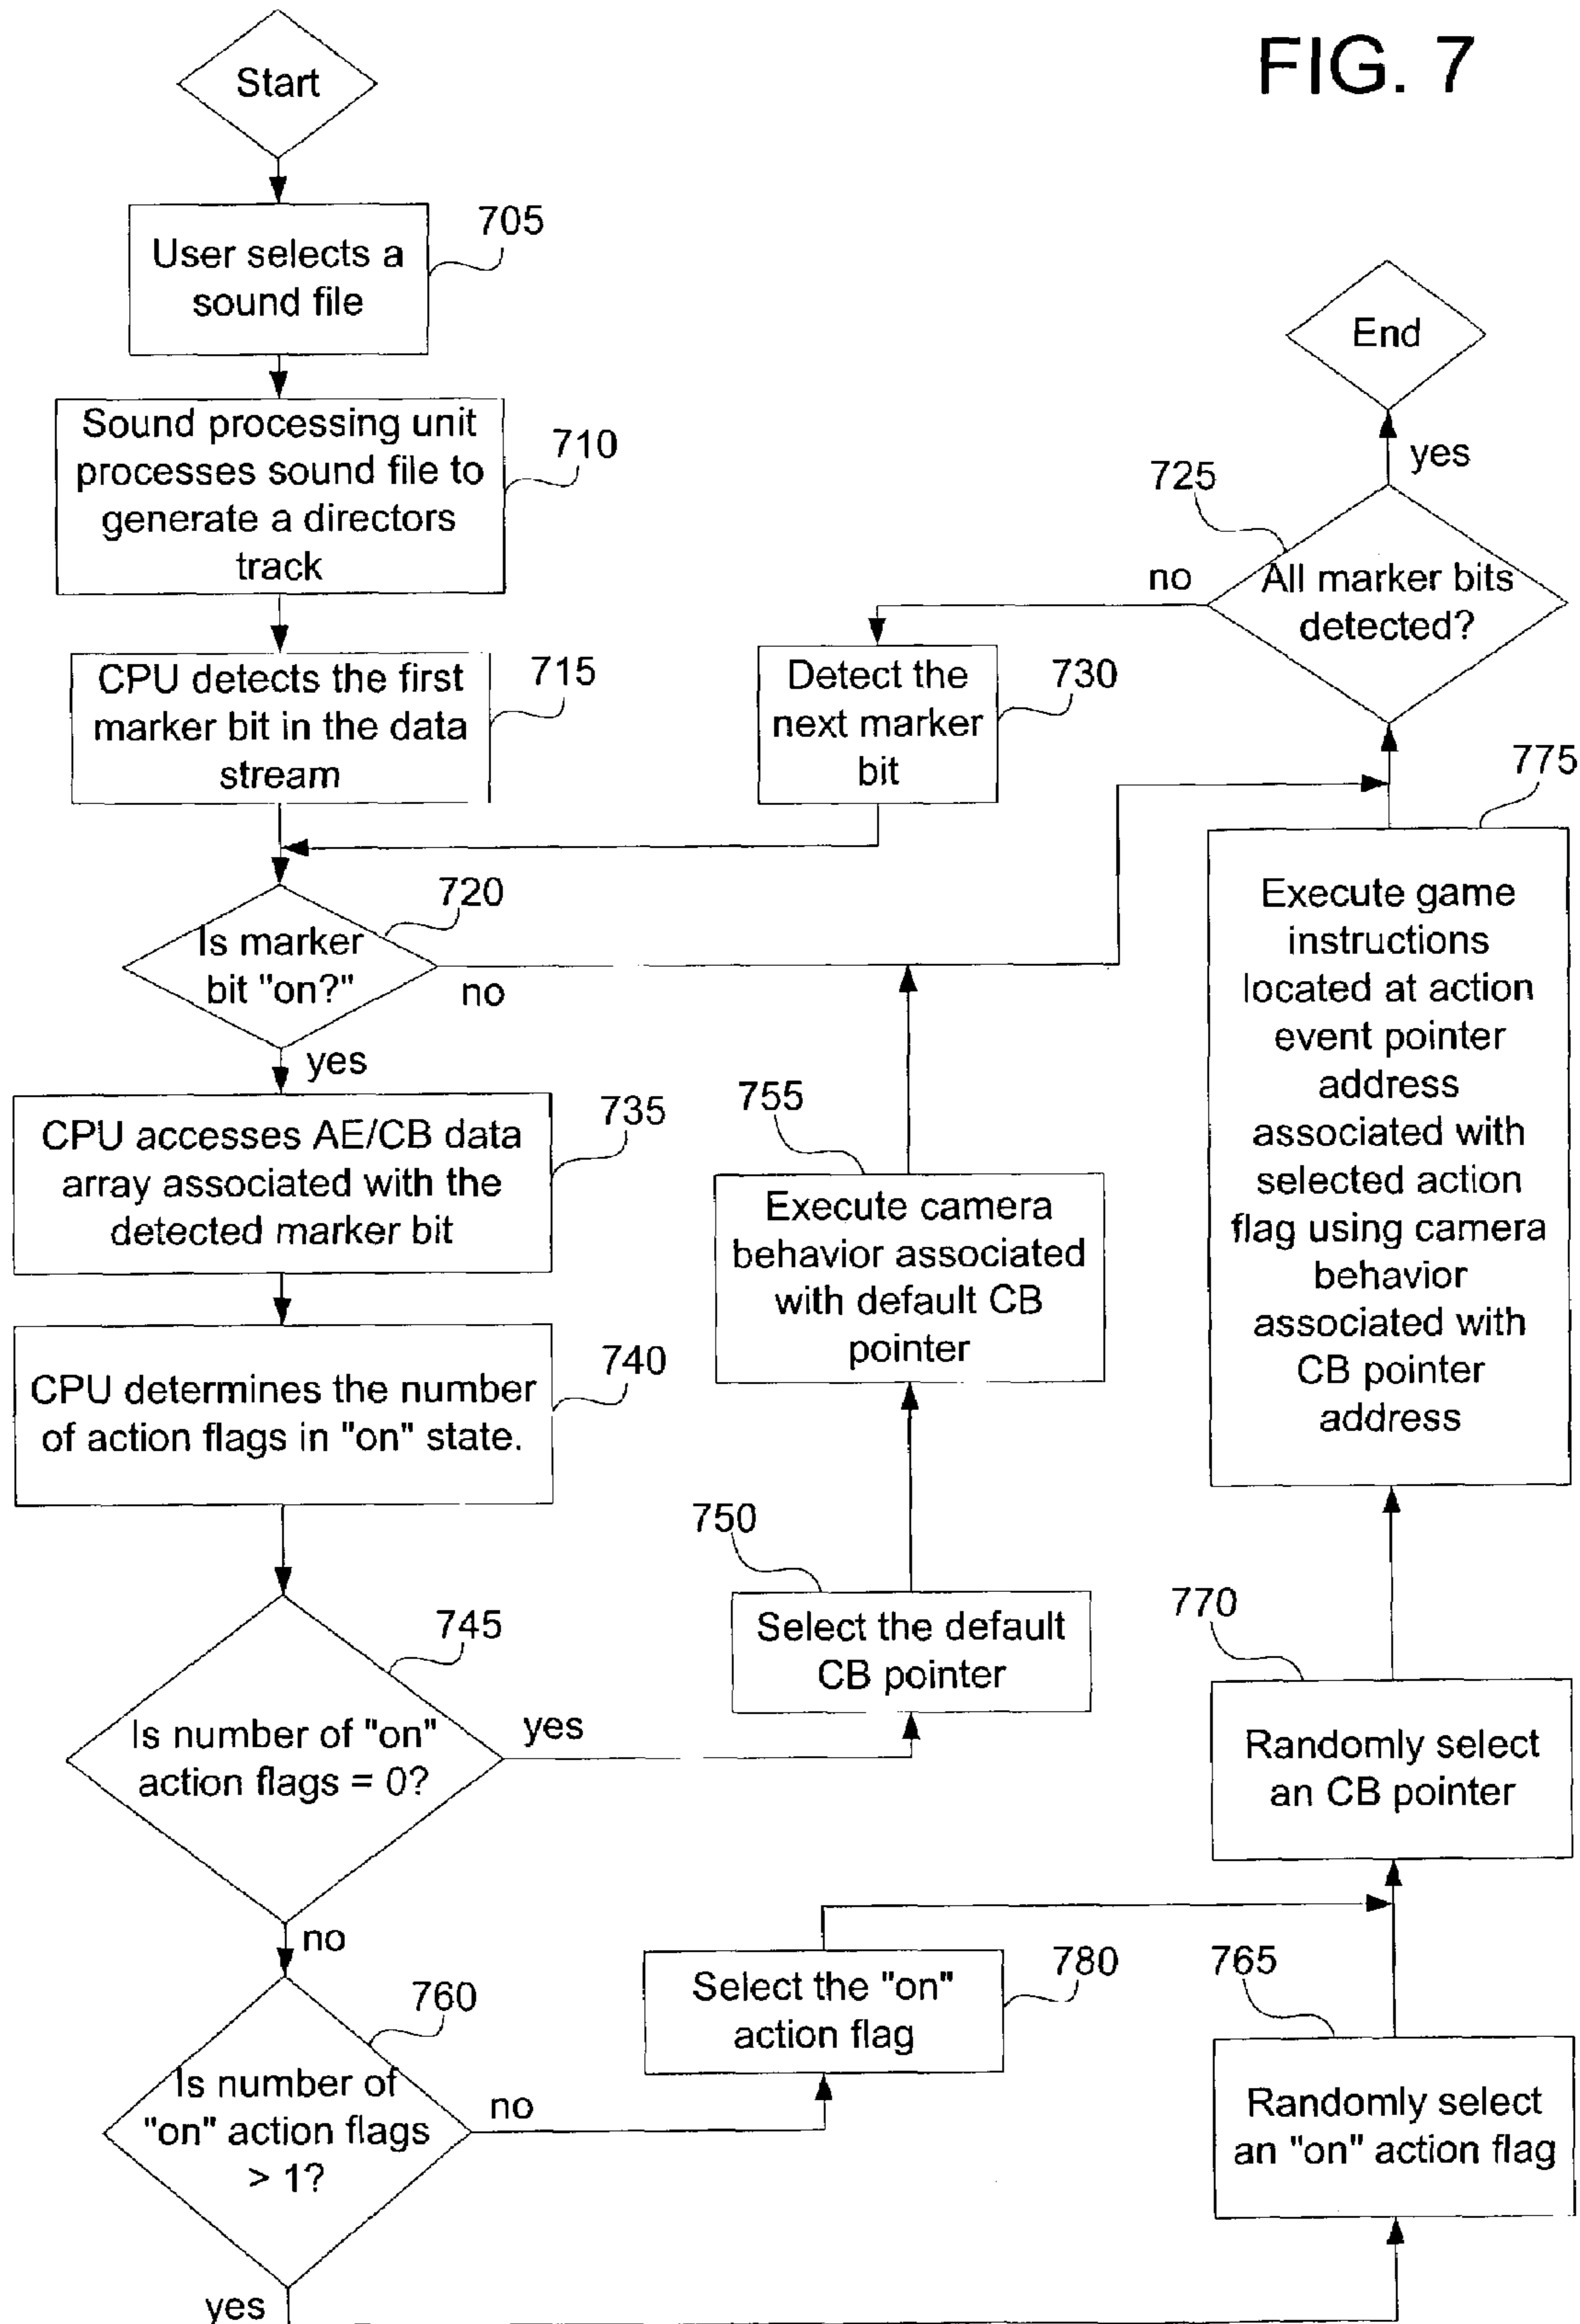 FIG. 7
Start
705
User selects a
sound file
710
Sound processing unit
processes sound file to
generate a directors
track
715
CPU detects the first
marker bit in the data
stream
720
Is marker
bit "on?"
no
yes
735
CPU accesses AE/CB data
array associated with the
detected marker bit
740
CPU determines the number
of action flags in "on" state.
745
Is number of "on"
action flags = 0?
yes
no
760
Is number of
"on" action flags
> 1?
no
yes
End
yes
725
All marker bits
detected?
no
730
Detect the
next marker
bit
755
Execute camera
behavior associated
with default CB
pointer
750
Select the default
CB pointer
780
Select the "on"
action flag
775
Execute game
instructions
located at action
event pointer
address
associated with
selected action
flag using camera
behavior
associated with
CB pointer
address
770
Randomly select
an CB pointer
765
Randomly select
an "on" action flag